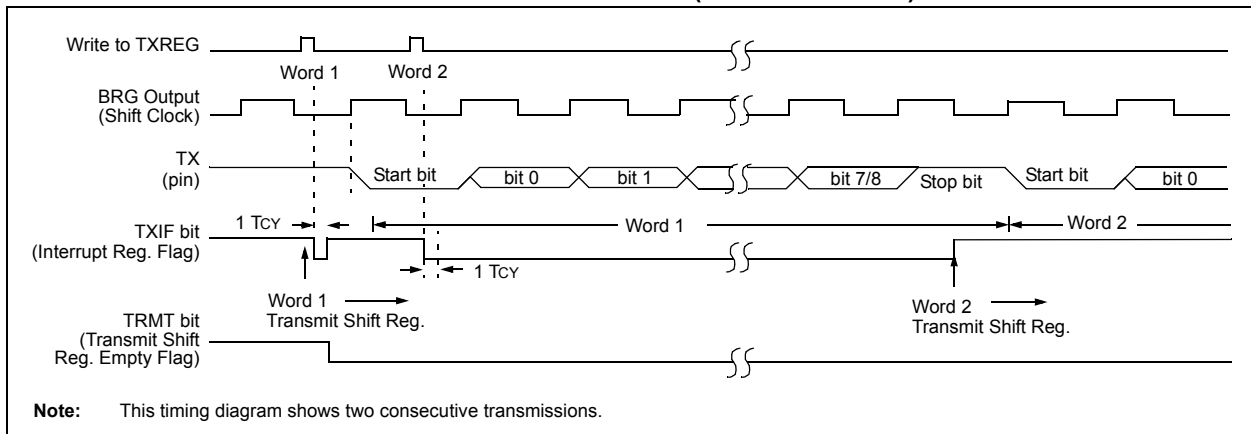 Write to TXREG
Word 1
Word 2
BRG Output
(Shift Clock)
TX
(pin)
Start bit
bit 0
bit 1
bit 7/8
Stop bit
Start bit
bit 0
1 TCY
TXIF bit
(Interrupt Reg. Flag)
Word 1
Word 2
1 TCY
Word 1
Transmit Shift Reg.
Word 2
Transmit Shift Reg.
TRMT bit
(Transmit Shift
Reg. Empty Flag)
Note: This timing diagram shows two consecutive transmissions.